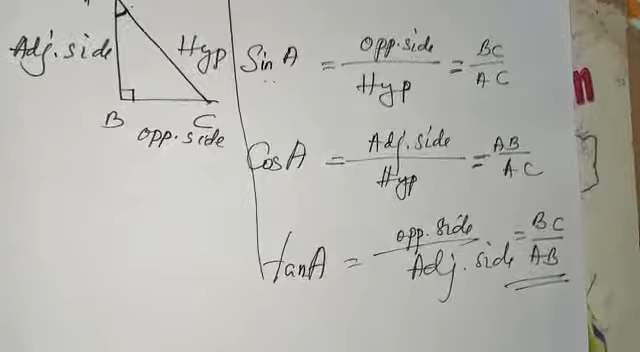 Adj. side
Hyp
B
C
opp. side
Sin A = opp. side / Hyp = BC / AC
Cos A = Adj. side / Hyp = AB / AC
tan A = opp. side / Adj. side = BC / AB